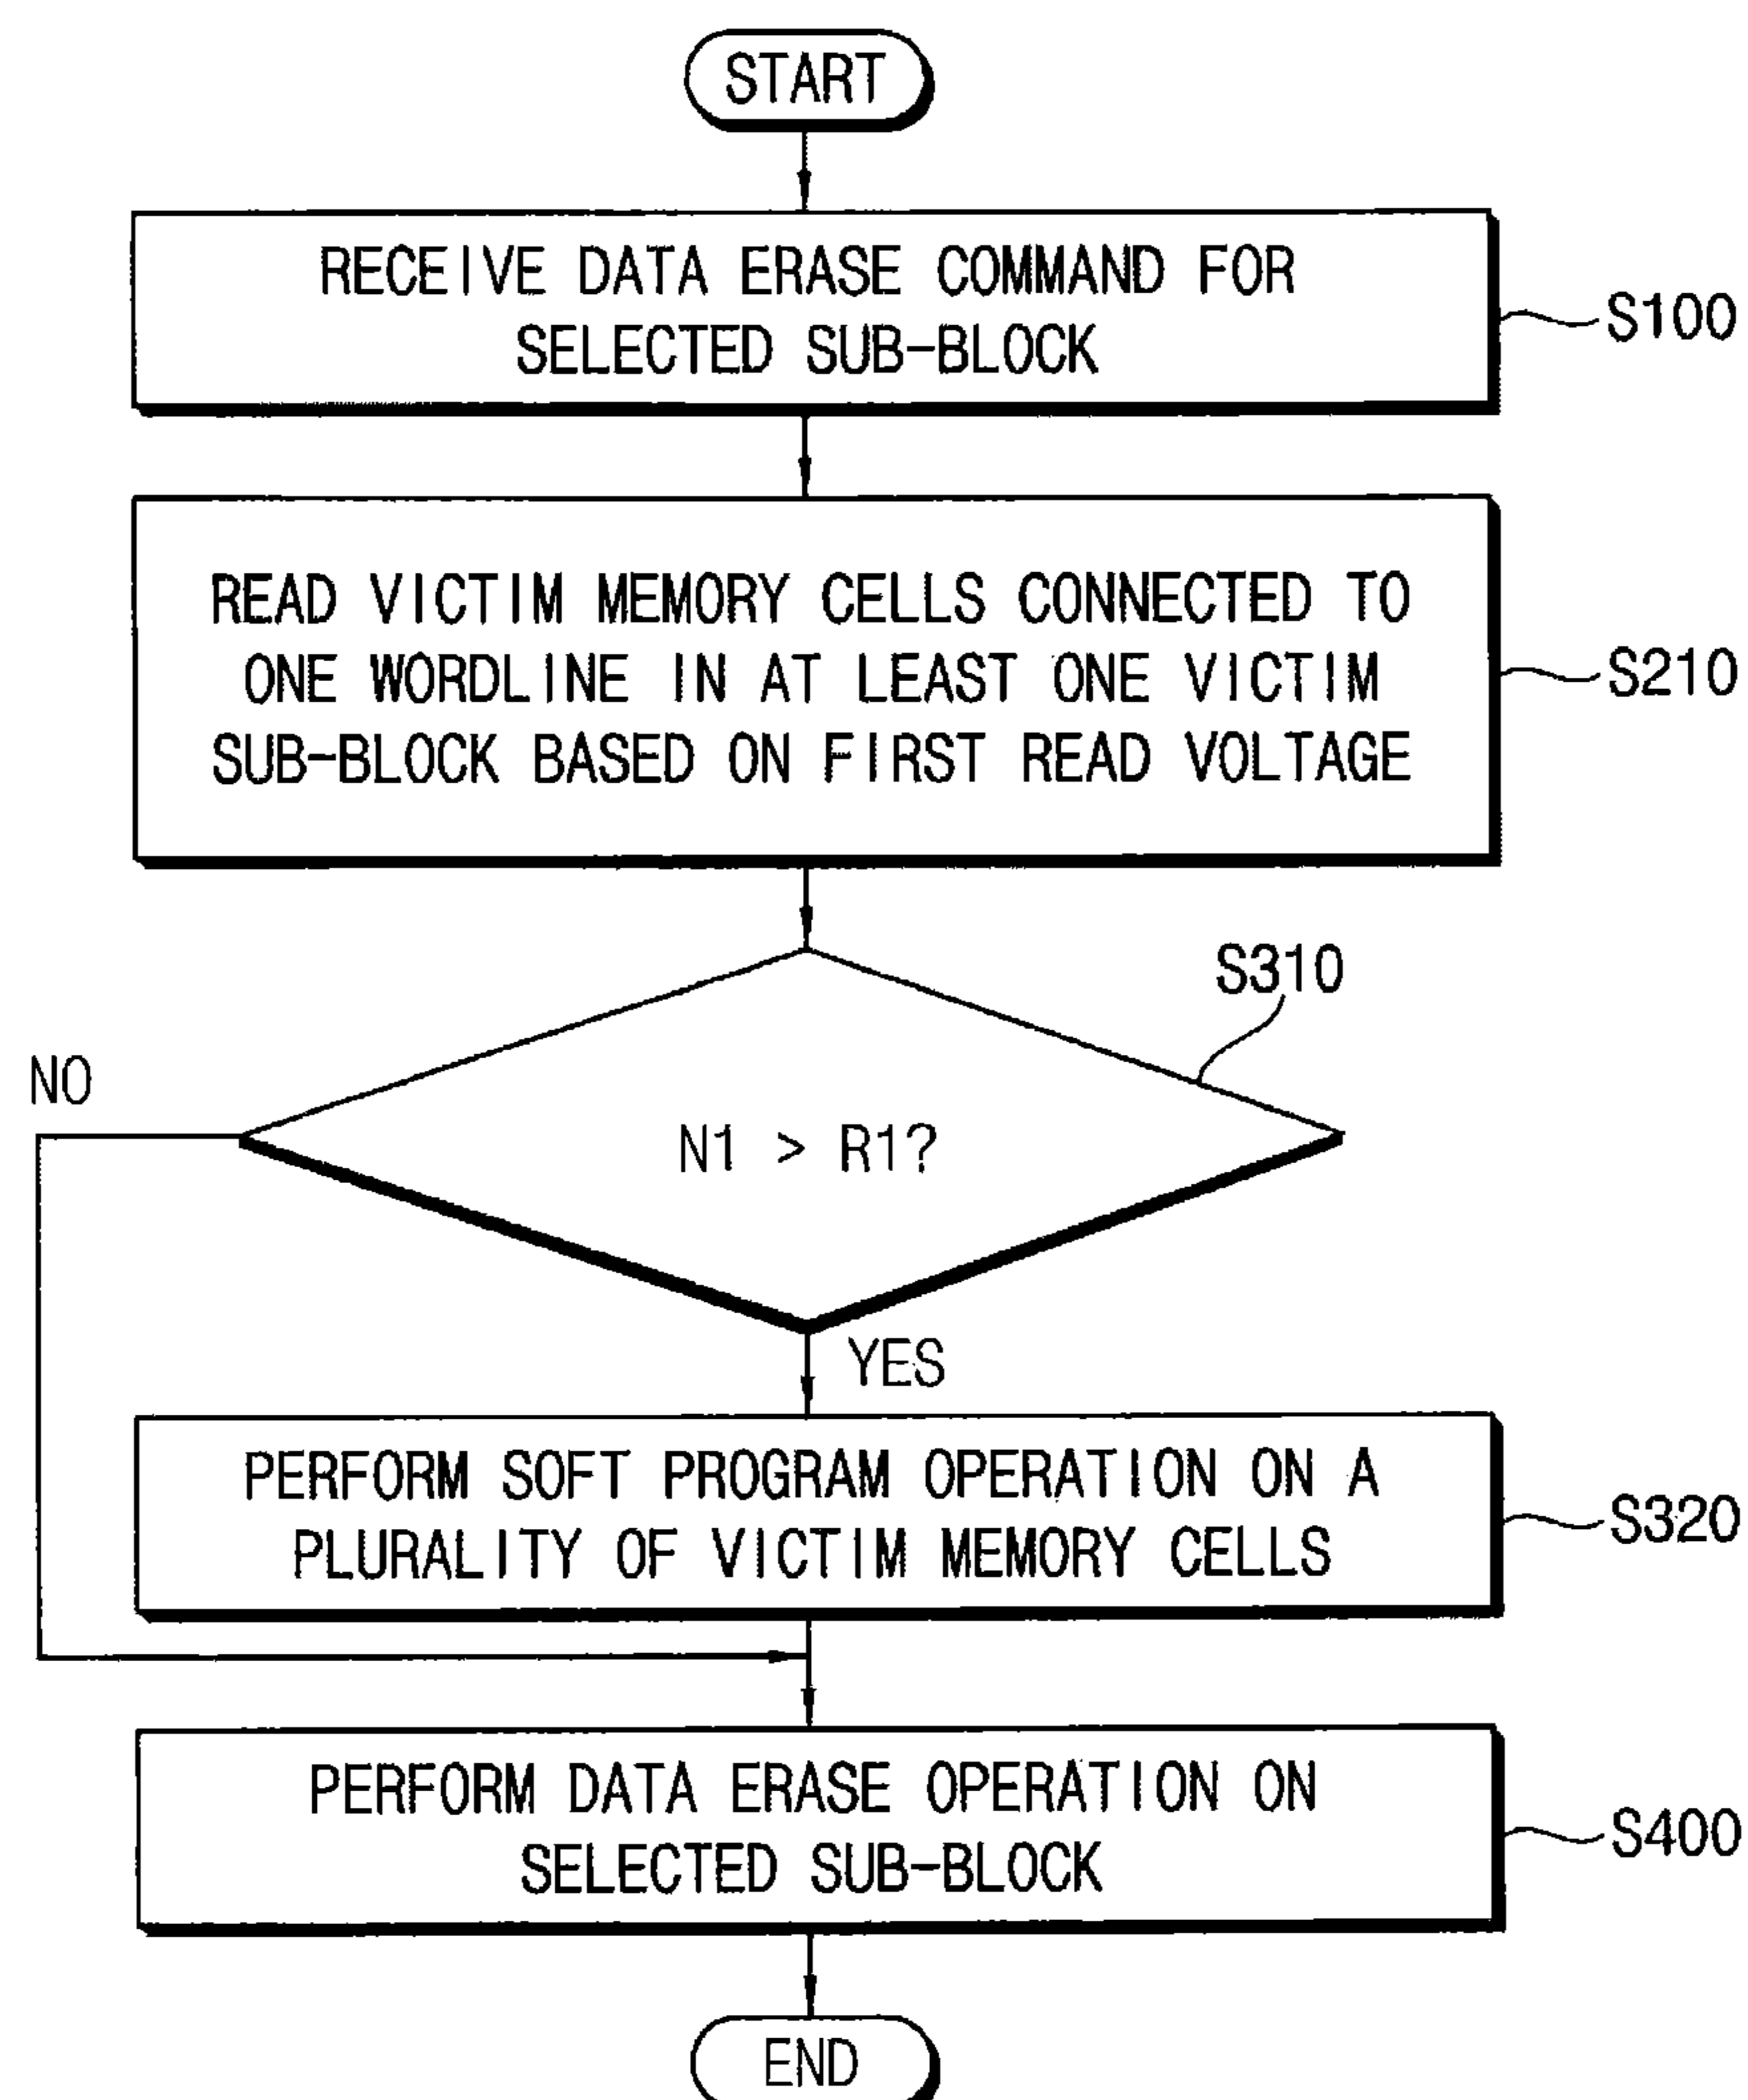 START
RECEIVE DATA ERASE COMMAND FOR
SELECTED SUB-BLOCK
S100
READ VICTIM MEMORY CELLS CONNECTED TO
ONE WORDLINE IN AT LEAST ONE VICTIM
SUB-BLOCK BASED ON FIRST READ VOLTAGE
S210
S310
NO
N1 > R1?
YES
PERFORM SOFT PROGRAM OPERATION ON A
PLURALITY OF VICTIM MEMORY CELLS
S320
PERFORM DATA ERASE OPERATION ON
SELECTED SUB-BLOCK
S400
END